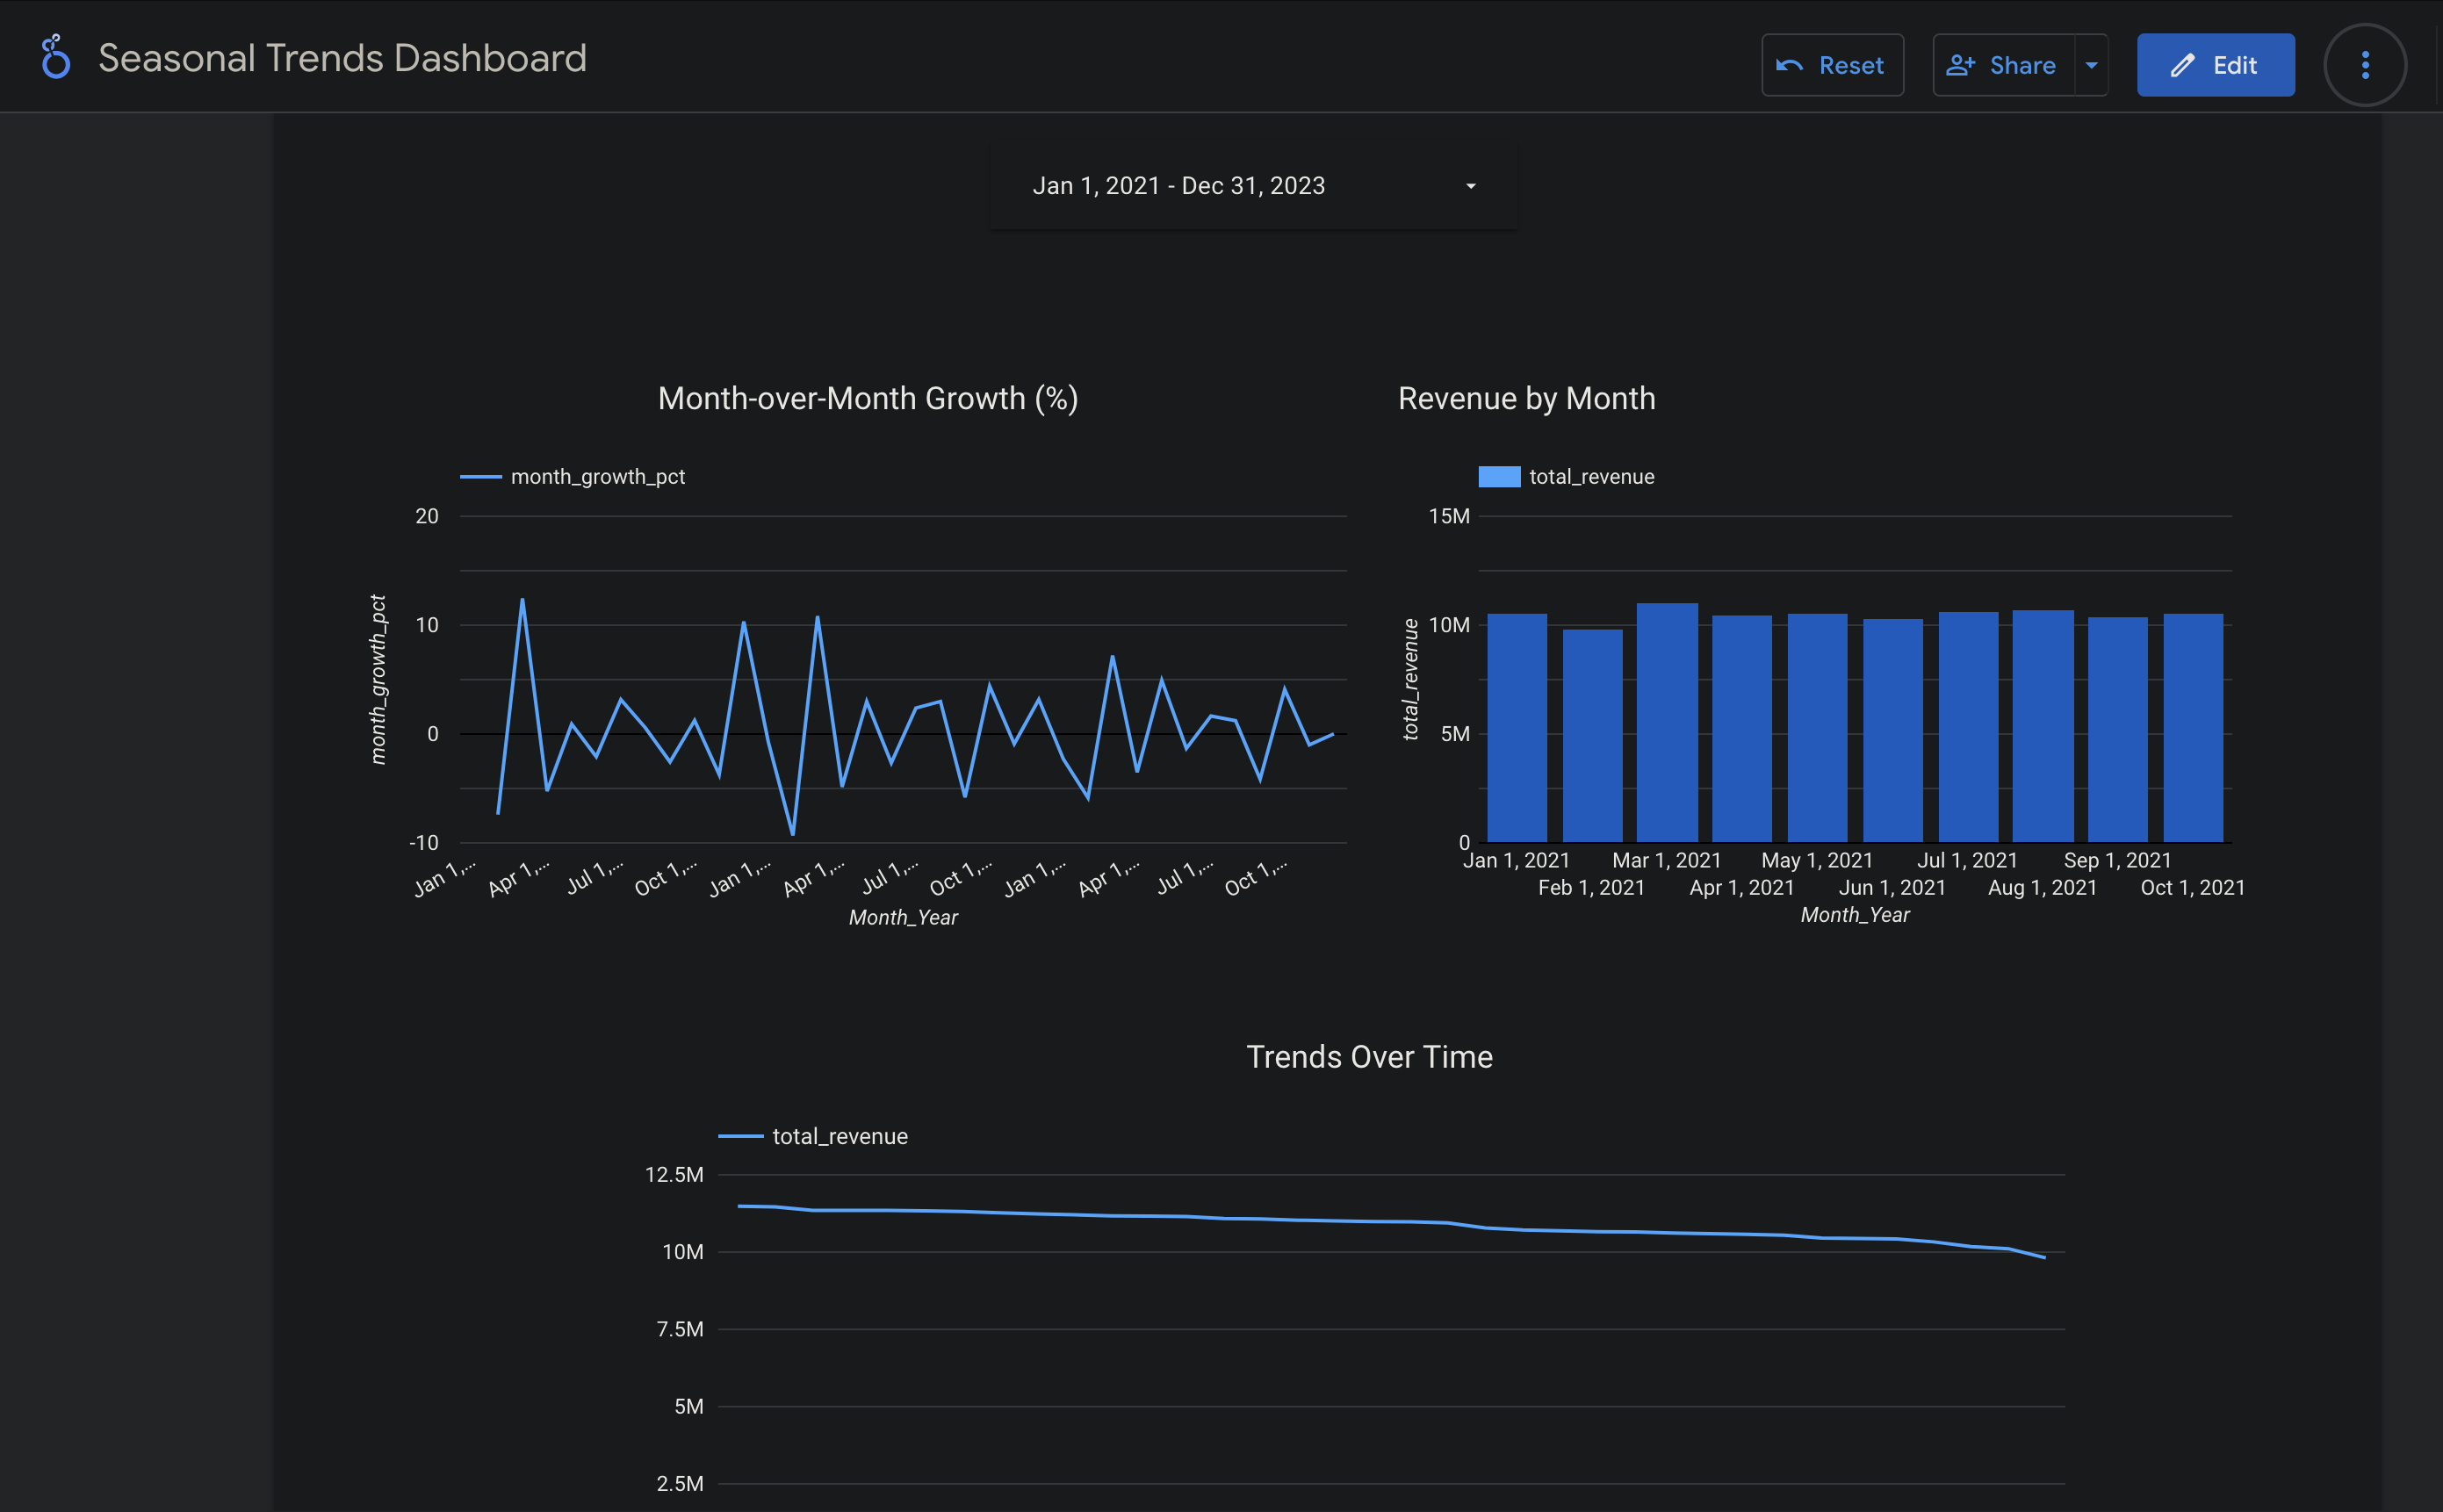 Seasonal Trends Dashboard
Reset
Share
Edit
Jan 1, 2021 - Dec 31, 2023
Month-over-Month Growth (%)
month_growth_pct
20
10
0
-10
month_growth_pct
Jan 1,... Apr 1,... Jul 1,... Oct 1,... Jan 1,... Apr 1,... Jul 1,... Oct 1,... Jan 1,... Apr 1,... Jul 1,... Oct 1,...
Month_Year
Revenue by Month
total_revenue
15M
10M
5M
0
total_revenue
Jan 1, 2021 Mar 1, 2021 May 1, 2021 Jul 1, 2021 Sep 1, 2021
Feb 1, 2021 Apr 1, 2021 Jun 1, 2021 Aug 1, 2021 Oct 1, 2021
Month_Year
Trends Over Time
total_revenue
12.5M
10M
7.5M
5M
2.5M